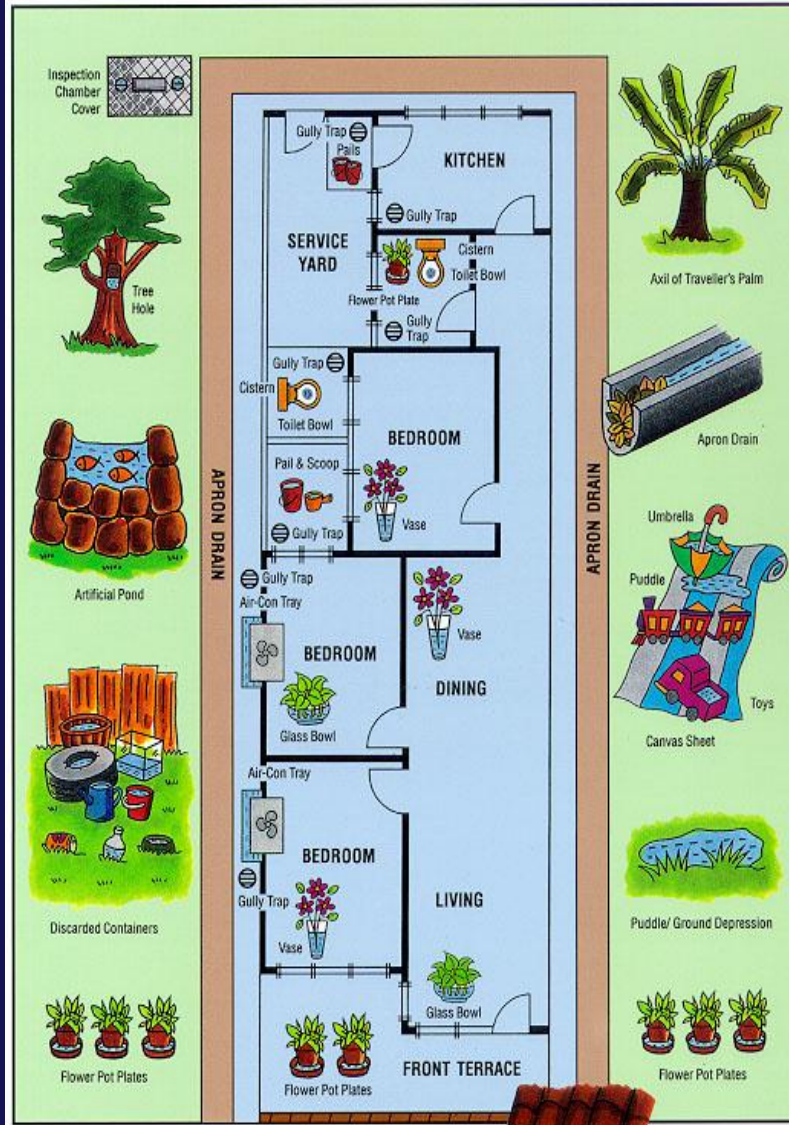 Inspection
Chamber
Cover
Tree
Hole
Artificial Pond
Discarded Containers
Flower Pot Plates
APRON DRAIN
Gully Trap
Pails
KITCHEN
Gully Trap
SERVICE
YARD
Cistern
Toilet Bowl
Flower Pot Plate
Gully
Trap
Gully Trap
Cistern
Toilet Bowl
BEDROOM
Pail & Scoop
Vase
Gully Trap
Gully Trap
Air-Con Tray
BEDROOM
Glass Bowl
Vase
DINING
Air-Con Tray
BEDROOM
Gully Trap
Vase
LIVING
Glass Bowl
Flower Pot Plates
FRONT TERRACE
APRON DRAIN
Axil of Traveller's Palm
Apron Drain
Umbrella
Puddle
Toys
Canvas Sheet
Puddle/ Ground Depression
Flower Pot Plates